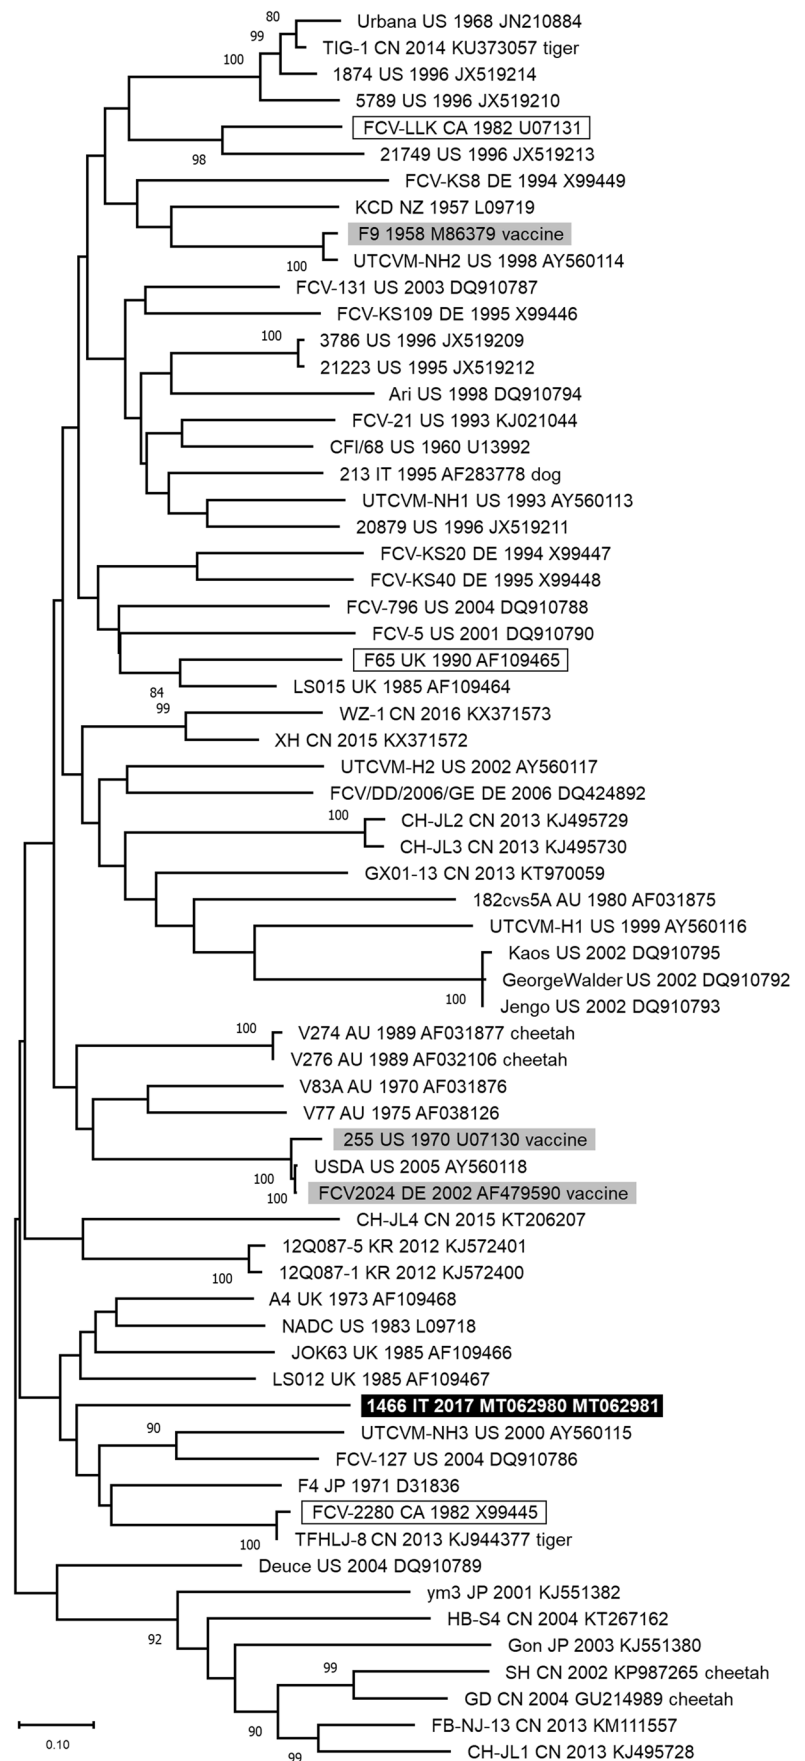 80
Urbana US 1968 JN210884
99
TIG-1 CN 2014 KU373057 tiger
100
1874 US 1996 JX519214
5789 US 1996 JX519210
FCV-LLK CA 1982 U07131
98
21749 US 1996 JX519213
FCV-KS8 DE 1994 X99449
KCD NZ 1957 L09719
F9 1958 M86379 vaccine
100
UTCVM-NH2 US 1998 AY560114
FCV-131 US 2003 DQ910787
FCV-KS109 DE 1995 X99446
100
3786 US 1996 JX519209
21223 US 1995 JX519212
Ari US 1998 DQ910794
FCV-21 US 1993 KJ021044
CFI/68 US 1960 U13992
213 IT 1995 AF283778 dog
UTCVM-NH1 US 1993 AY560113
20879 US 1996 JX519211
FCV-KS20 DE 1994 X99447
FCV-KS40 DE 1995 X99448
FCV-796 US 2004 DQ910788
FCV-5 US 2001 DQ910790
F65 UK 1990 AF109465
84
LS015 UK 1985 AF109464
99
WZ-1 CN 2016 KX371573
XH CN 2015 KX371572
UTCVM-H2 US 2002 AY560117
FCV/DD/2006/GE DE 2006 DQ424892
100
CH-JL2 CN 2013 KJ495729
CH-JL3 CN 2013 KJ495730
GX01-13 CN 2013 KT970059
182cvs5A AU 1980 AF031875
UTCVM-H1 US 1999 AY560116
Kaos US 2002 DQ910795
GeorgeWalder US 2002 DQ910792
100
Jengo US 2002 DQ910793
100
V274 AU 1989 AF031877 cheetah
V276 AU 1989 AF032106 cheetah
V83A AU 1970 AF031876
V77 AU 1975 AF038126
255 US 1970 U07130 vaccine
USDA US 2005 AY560118
100
FCV2024 DE 2002 AF479590 vaccine
100
CH-JL4 CN 2015 KT206207
12Q087-5 KR 2012 KJ572401
100
12Q087-1 KR 2012 KJ572400
A4 UK 1973 AF109468
NADC US 1983 L09718
JOK63 UK 1985 AF109466
LS012 UK 1985 AF109467
1466 IT 2017 MT062980 MT062981
90
UTCVM-NH3 US 2000 AY560115
FCV-127 US 2004 DQ910786
F4 JP 1971 D31836
FCV-2280 CA 1982 X99445
100
TFHLJ-8 CN 2013 KJ944377 tiger
Deuce US 2004 DQ910789
ym3 JP 2001 KJ551382
92
HB-S4 CN 2004 KT267162
Gon JP 2003 KJ551380
99
SH CN 2002 KP987265 cheetah
GD CN 2004 GU214989 cheetah
90
FB-NJ-13 CN 2013 KM111557
99
CH-JL1 CN 2013 KJ495728
0.10